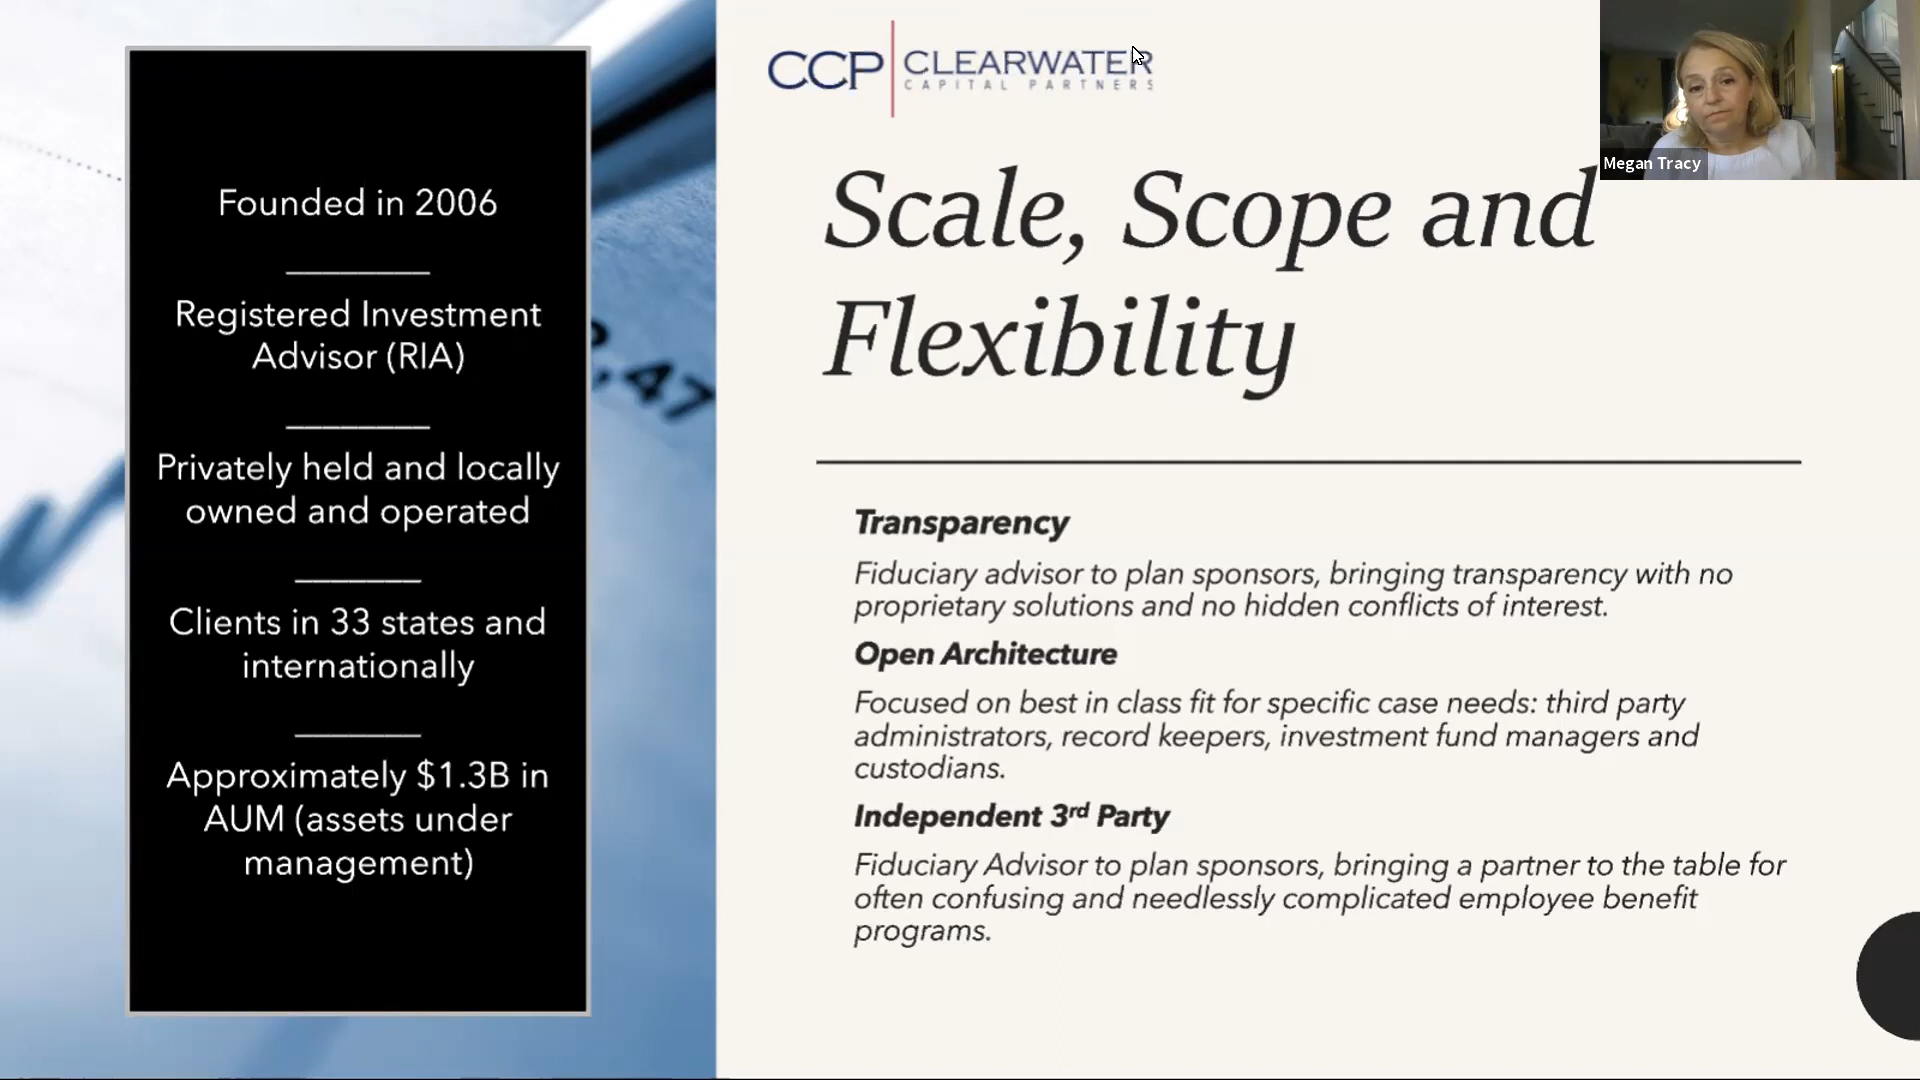 Founded in 2006
Registered Investment
Advisor (RIA)
Privately held and locally
owned and operated
Clients in 33 states and
internationally
Approximately $1.3B in
AUM (assets under
management)
CCP CLEARWATER
CAPITAL PARTNERS
Megan Tracy
Scale, Scope and
Flexibility
Transparency
Fiduciary advisor to plan sponsors, bringing transparency with no
proprietary solutions and no hidden conflicts of interest.
Open Architecture
Focused on best in class fit for specific case needs: third party
administrators, record keepers, investment fund managers and
custodians.
Independent 3rd Party
Fiduciary Advisor to plan sponsors, bringing a partner to the table for
often confusing and needlessly complicated employee benefit
programs.